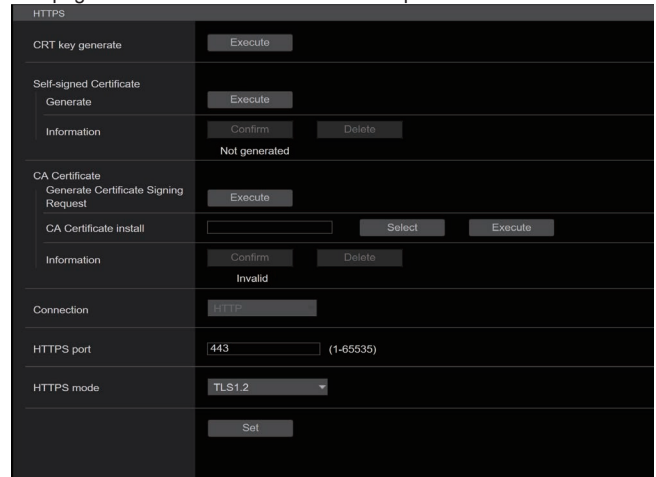 HTTPS
CRT key generate Execute
Self-signed Certificate
Generate Execute
Information Confirm Delete
Not generated
CA Certificate
Generate Certificate Signing
Request Execute
CA Certificate install Select Execute
Information Confirm Delete
Invalid
Connection HTTP
HTTPS port 443 (1-65535)
HTTPS mode TLS1.2
Set